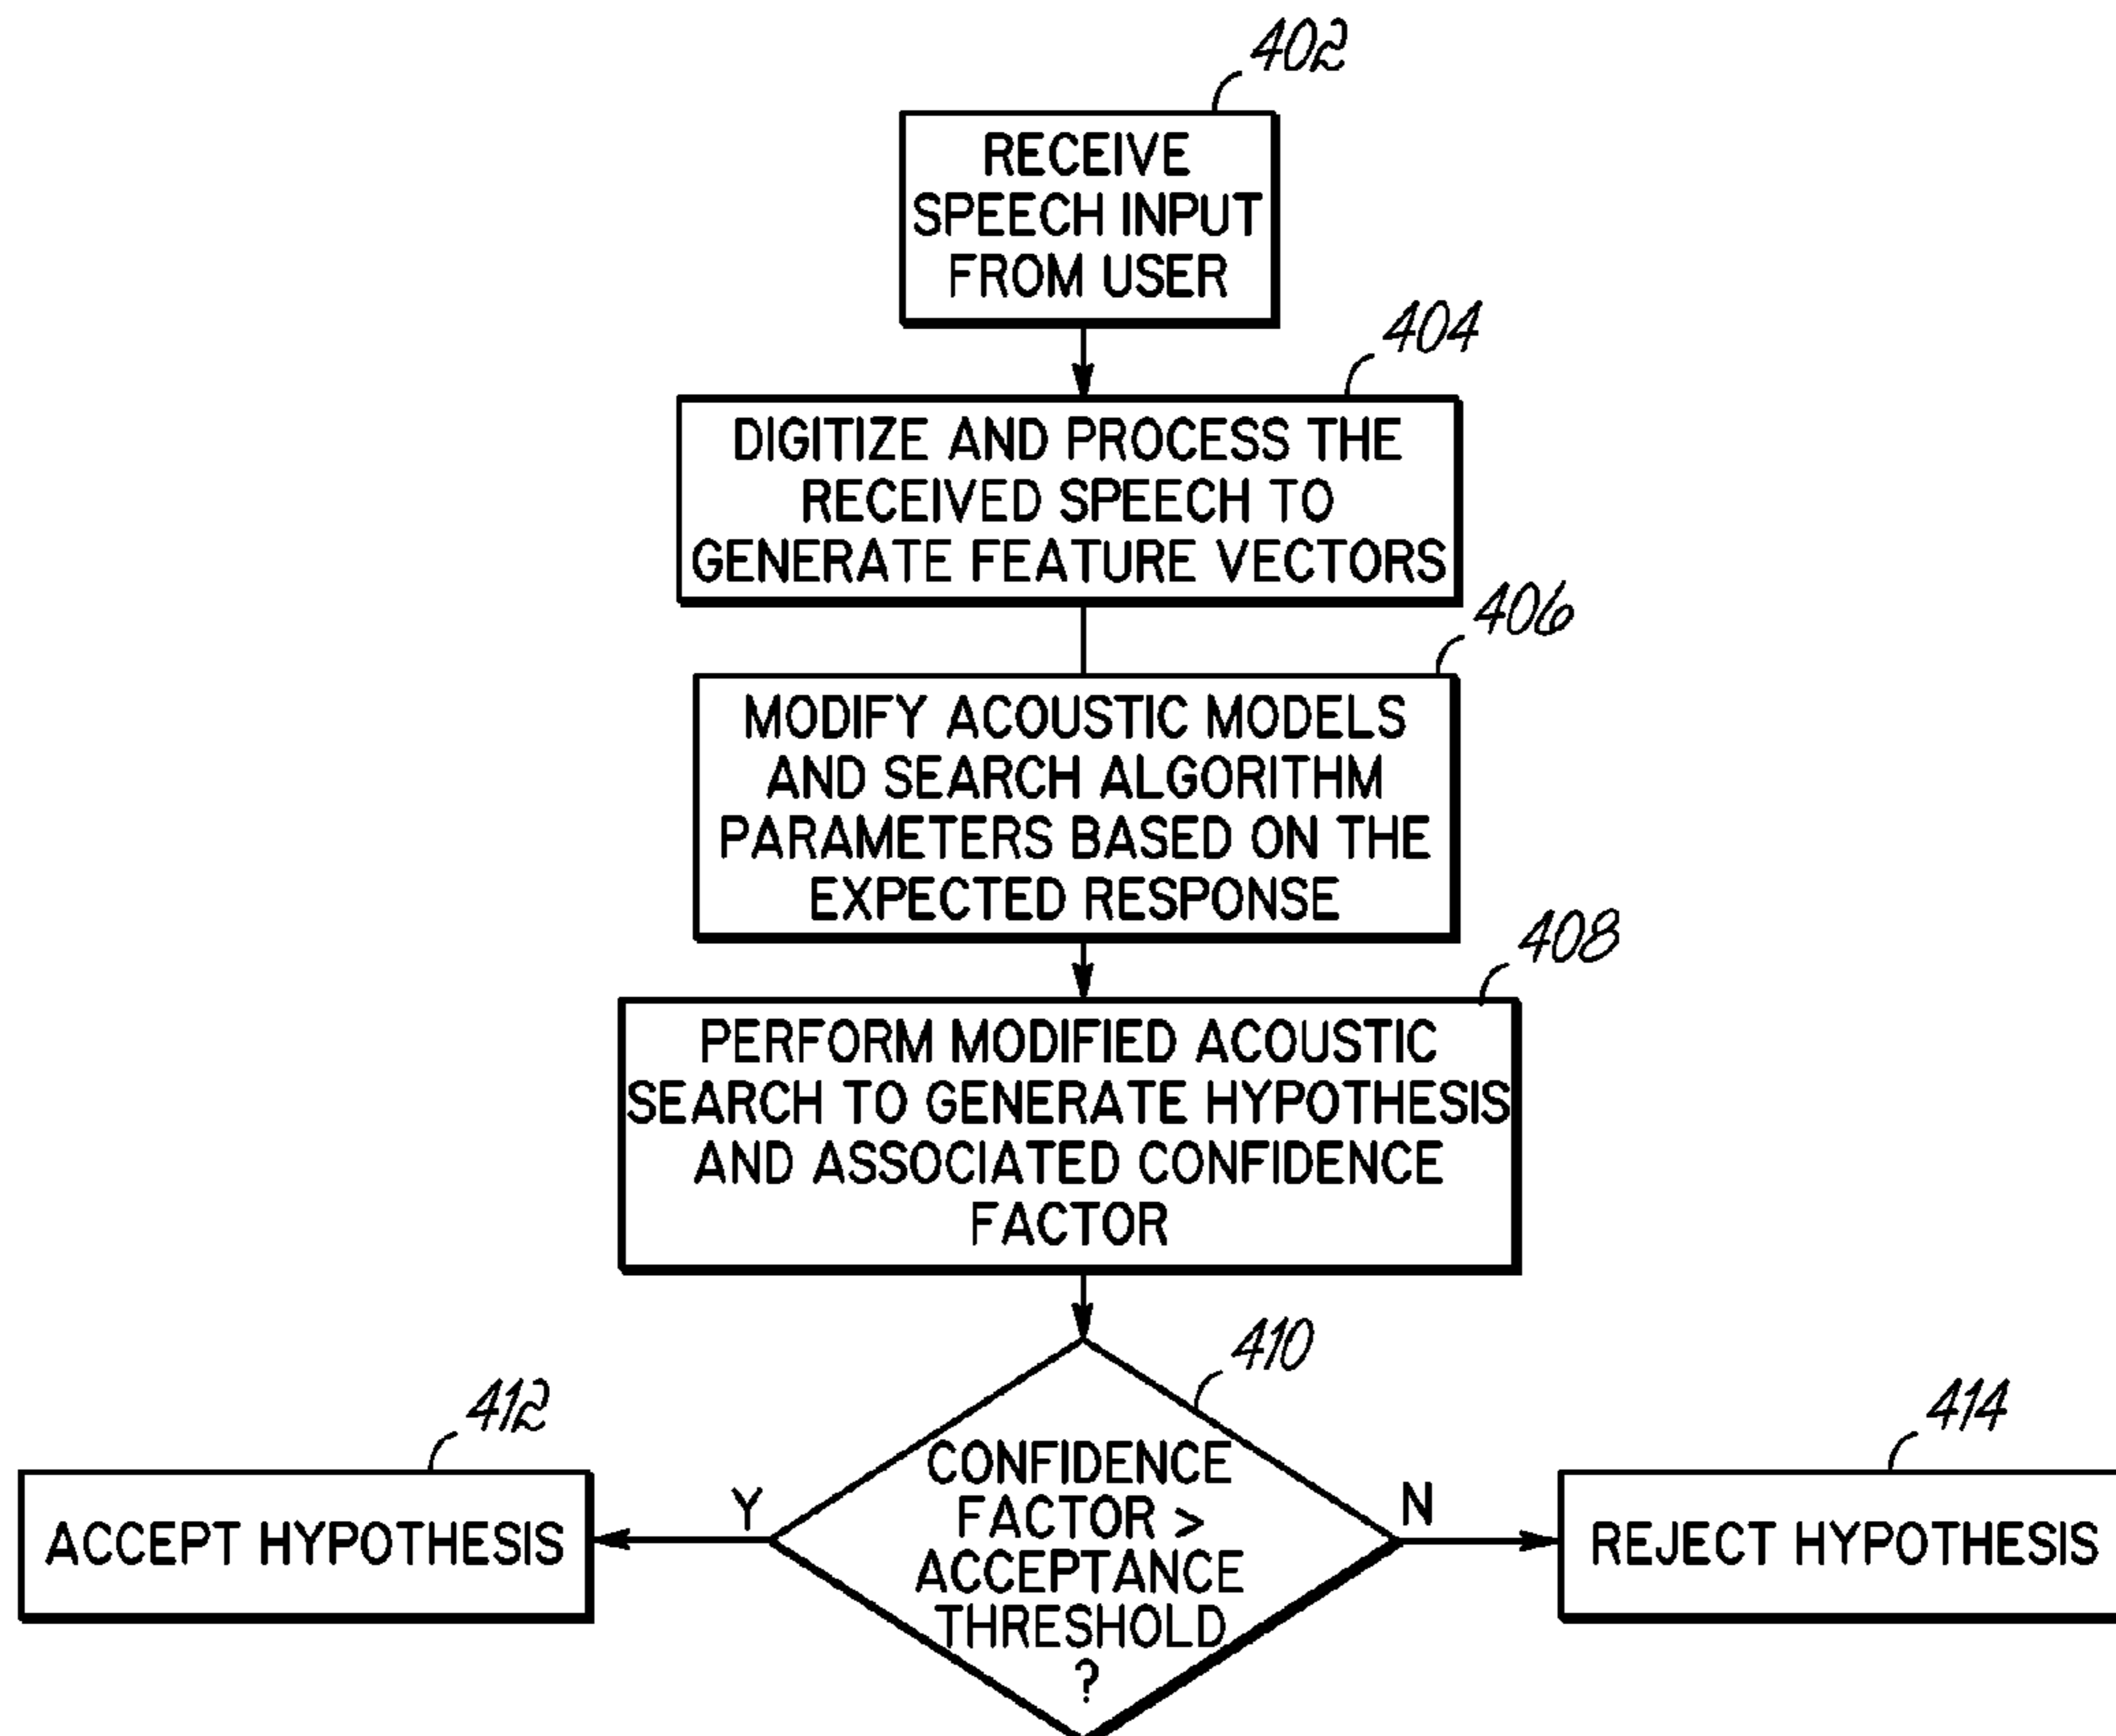 402
RECEIVE
SPEECH INPUT
FROM USER
404
DIGITIZE AND PROCESS THE
RECEIVED SPEECH TO
GENERATE FEATURE VECTORS
406
MODIFY ACOUSTIC MODELS
AND SEARCH ALGORITHM
PARAMETERS BASED ON THE
EXPECTED RESPONSE
408
PERFORM MODIFIED ACOUSTIC
SEARCH TO GENERATE HYPOTHESIS
AND ASSOCIATED CONFIDENCE
FACTOR
410
CONFIDENCE
FACTOR >
ACCEPTANCE
THRESHOLD
?
Y
412
ACCEPT HYPOTHESIS
N
414
REJECT HYPOTHESIS